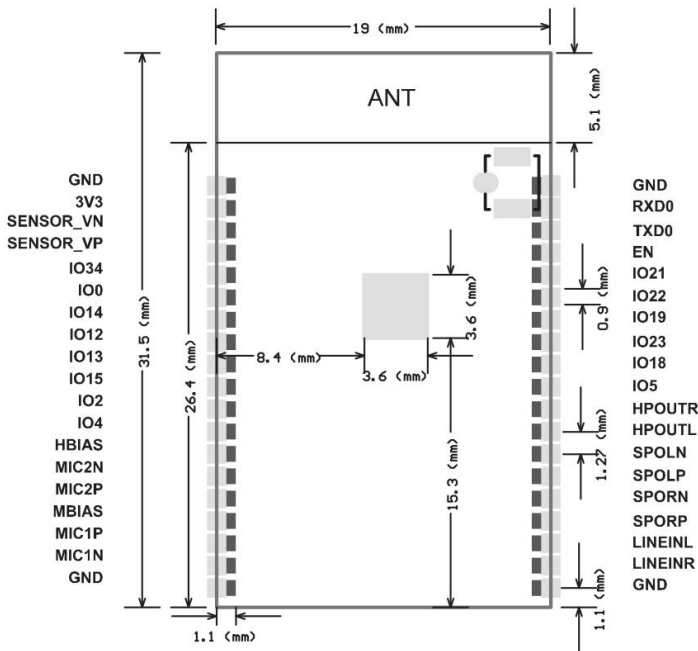 19 (mm)
ANT
5.1 (mm)
GND
3V3
SENSOR_VN
SENSOR_VP
IO34
IO0
IO14
IO12
IO13
IO15
IO2
IO4
HBIAS
MIC2N
MIC2P
MBIAS
MIC1P
MIC1N
GND
31.5 (mm)
26.4 (mm)
8.4 (mm)
3.6 (mm)
3.6 (mm)
15.3 (mm)
1.1 (mm)
GND
RXD0
TXD0
EN
IO21
IO22
IO19
IO23
IO18
IO5
HPOUTR
HPOUTL
SPOLN
SPOLP
SPORN
SPORP
LINEINL
LINEINR
GND
0.9 (mm)
1.27 (mm)
1.1 (mm)